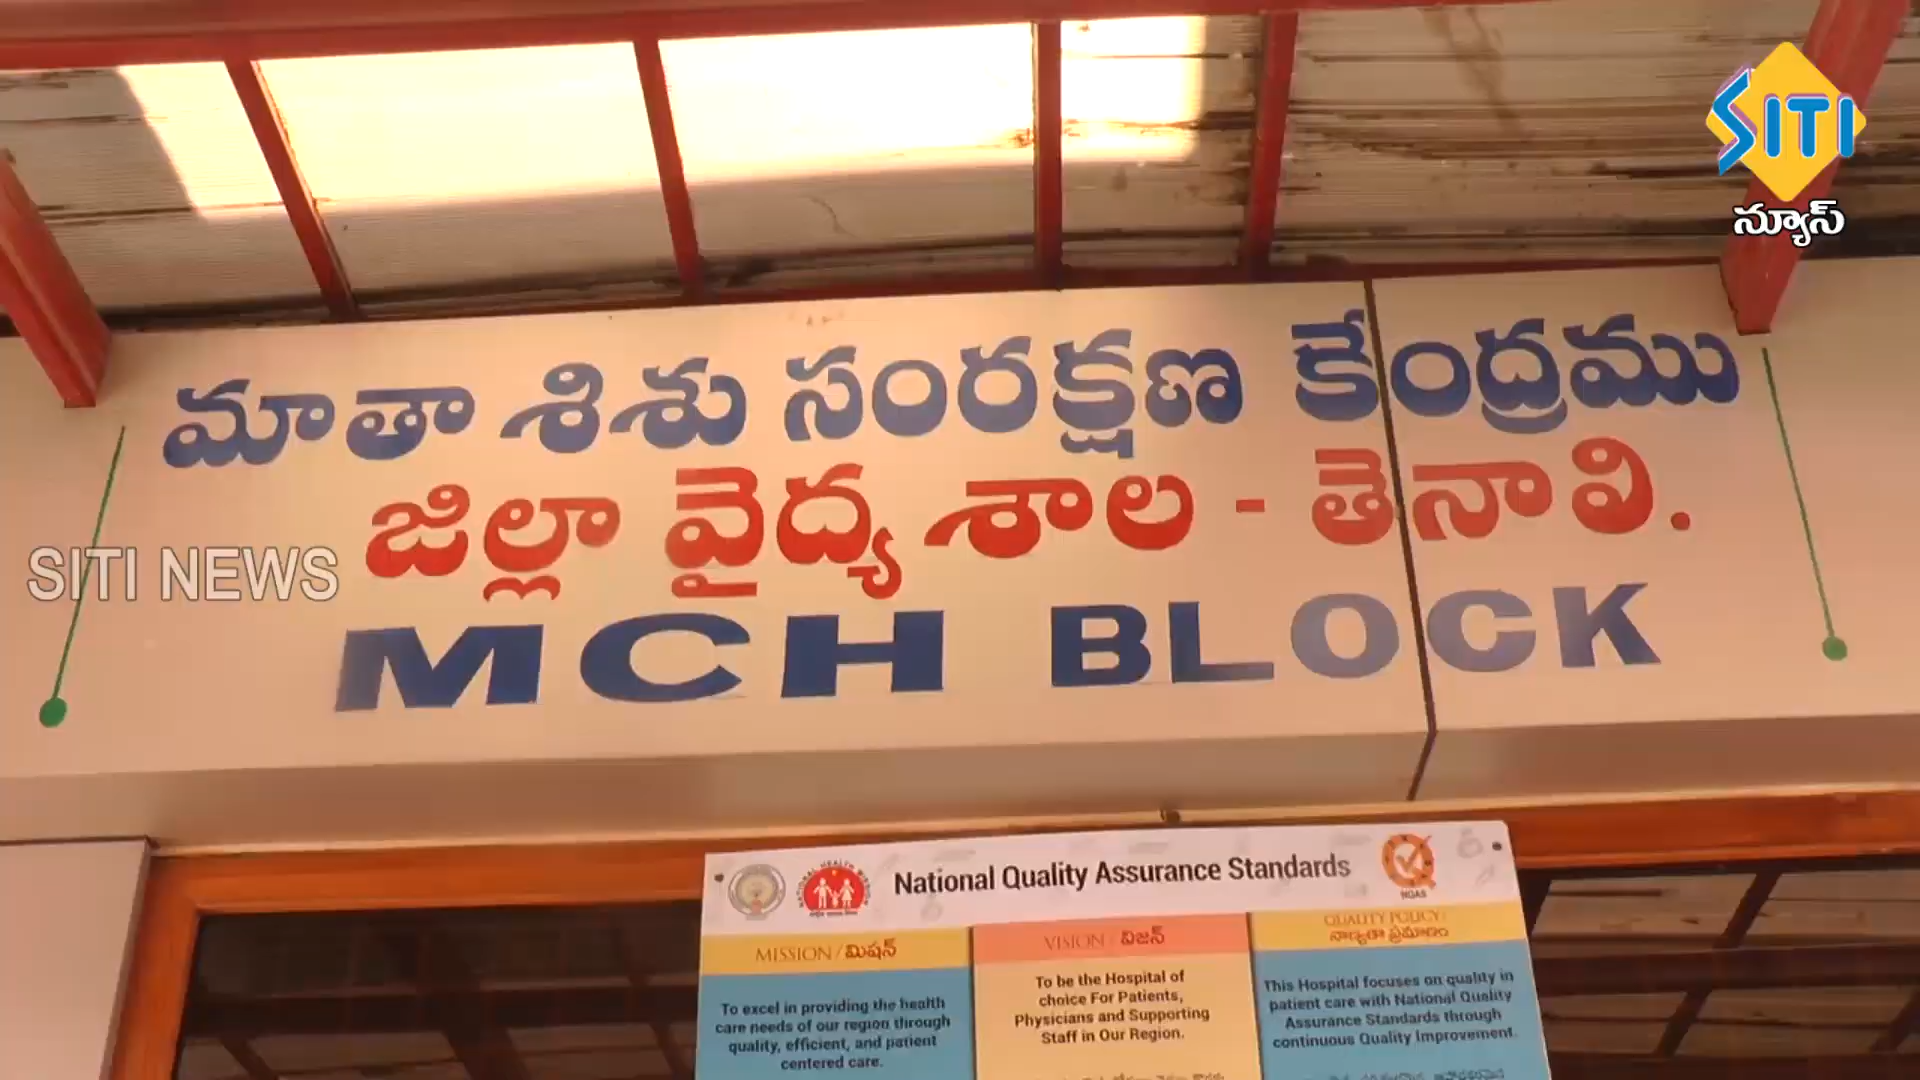 SITI
న్యూస్
మాతా శిశు సంరక్షణ కేంద్రము
జిల్లా వైద్యశాల - తెనాలి.
SITI NEWS
MCH BLOCK
National Quality Assurance Standards
NQAS
MISSION / మిషన్
To excel in providing the health
care needs of our region through
quality, efficient, and patient
centered care.
VISION / విజన్
To be the Hospital of
choice For Patients,
Physicians and Supporting
Staff in Our Region.
QUALITY POLICY /
నాణ్యతా ప్రమాణం
This Hospital focuses on quality in
patient care with National Quality
Assurance Standards through
continuous Quality Improvement.